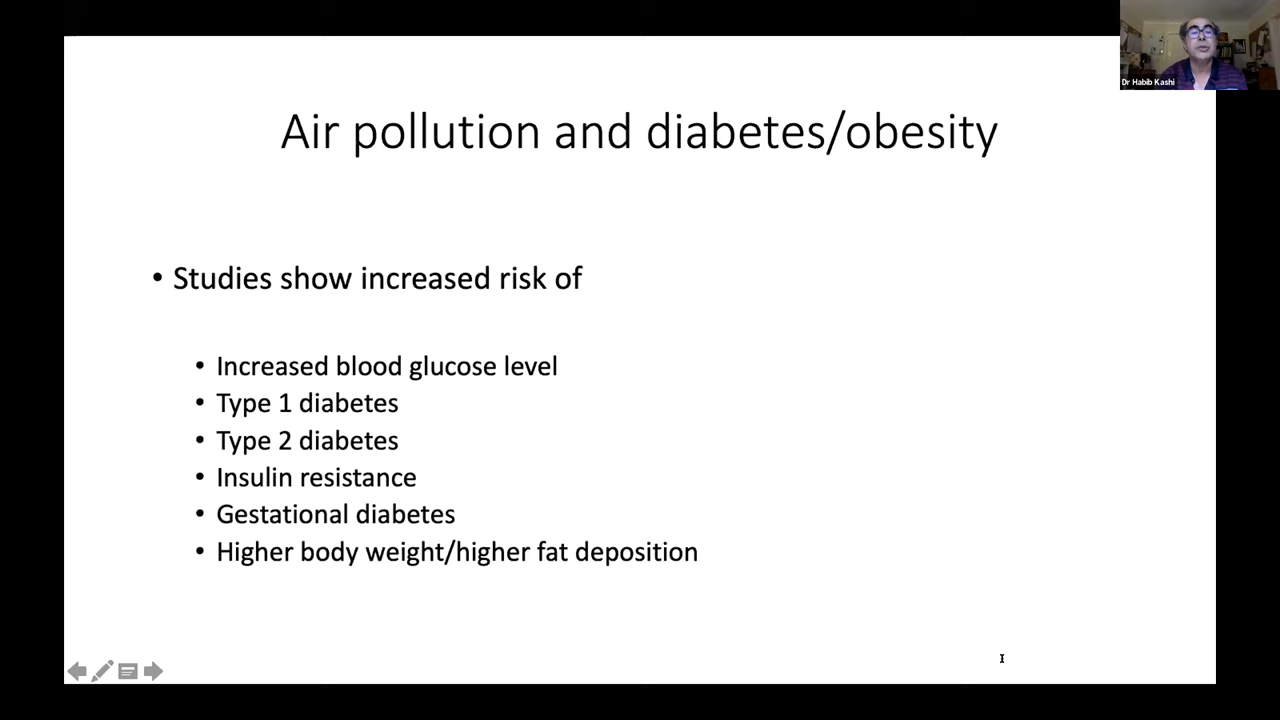 Dr Habib Kashi
Air pollution and diabetes/obesity
• Studies show increased risk of
• Increased blood glucose level
• Type 1 diabetes
• Type 2 diabetes
• Insulin resistance
• Gestational diabetes
• Higher body weight/higher fat deposition